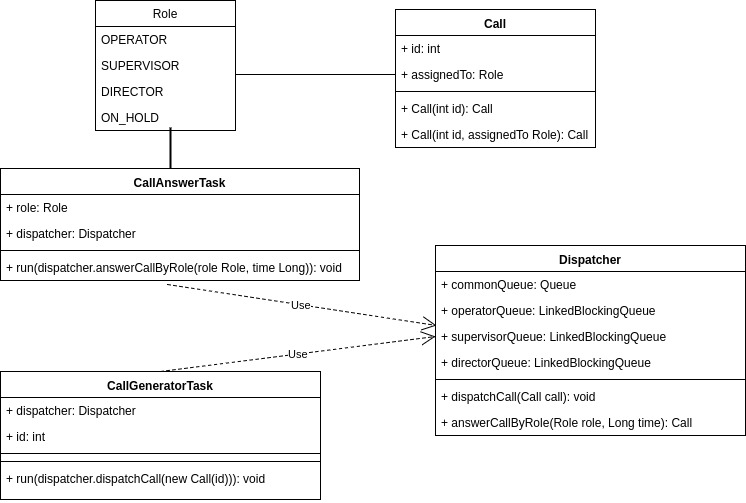 Role
OPERATOR
SUPERVISOR
DIRECTOR
ON_HOLD
Call
+ id: int
+ assignedTo: Role
+ Call(int id): Call
+ Call(int id, assignedTo Role): Call
CallAnswerTask
+ role: Role
+ dispatcher: Dispatcher
+ run(dispatcher.answerCallByRole(role Role, time Long)): void
Use
Use
Dispatcher
+ commonQueue: Queue
+ operatorQueue: LinkedBlockingQueue
+ supervisorQueue: LinkedBlockingQueue
+ directorQueue: LinkedBlockingQueue
+ dispatchCall(Call call): void
+ answerCallByRole(Role role, Long time): Call
CallGeneratorTask
+ dispatcher: Dispatcher
+ id: int
+ run(dispatcher.dispatchCall(new Call(id))): void